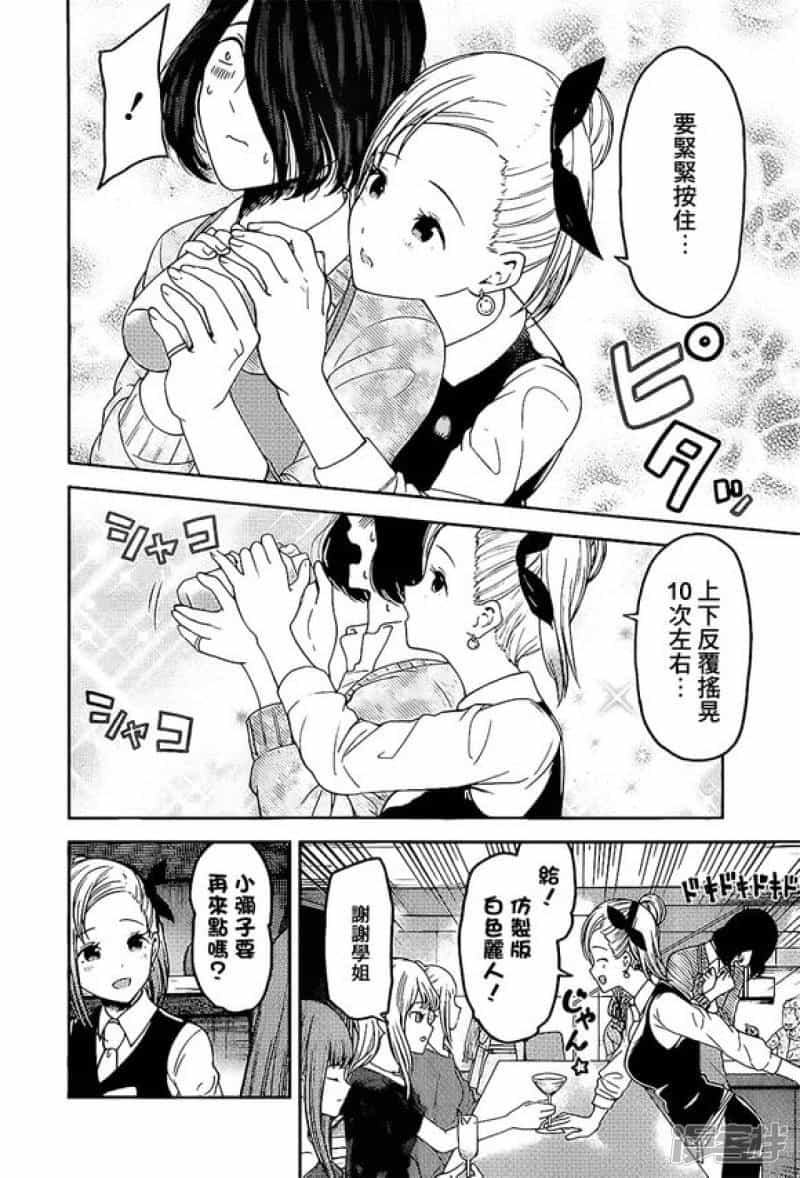 要緊緊按住…
！
ピタッ
上下反覆搖晃
10次左右…
シャコ
シャコ
ドキドキドキド
給！
仿製版
白色麗人！
じゃん☆
謝謝學姐
小彌子要
再來點嗎？
漫客栈